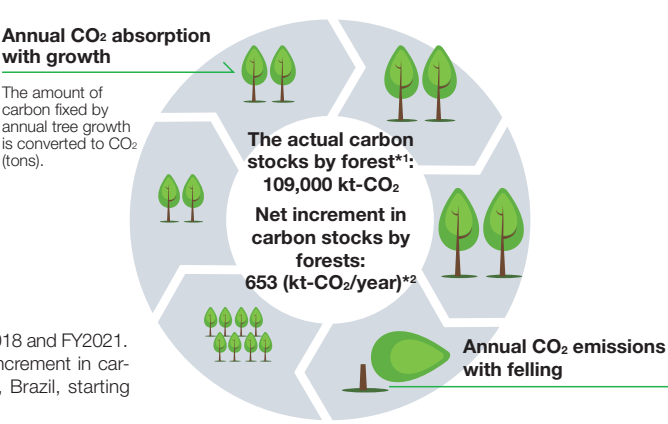 Annual CO₂ absorption
with growth
The amount of
carbon fixed by
annual tree growth
is converted to CO₂
(tons).
The actual carbon
stocks by forest*¹:
109,000 kt-CO₂
Net increment in
carbon stocks by
forests:
653 (kt-CO₂/year)*²
Annual CO₂ emissions
with felling
and FY2021.
in car-
, Brazil, starting